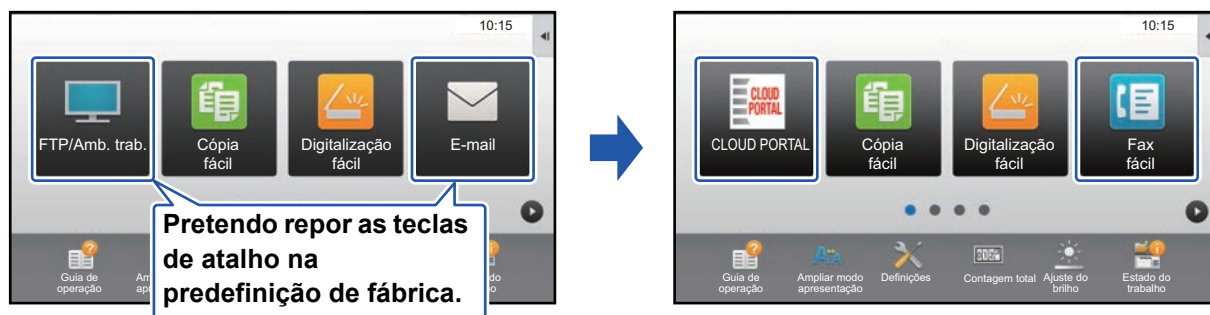 10:15
FTP/Amb. trab.
Cópia
fácil
Digitalização
fácil
E-mail
Pretendo repor as teclas
de atalho na
predefinição de fábrica.
Guia de
operação
10:15
CLOUD
PORTAL
CLOUD PORTAL
Cópia
fácil
Digitalização
fácil
Fax
fácil
Guia de
operação
Ampliar modo
apresentação
Definições
Contagem total
Ajuste do
brilho
Estado do
trabalho